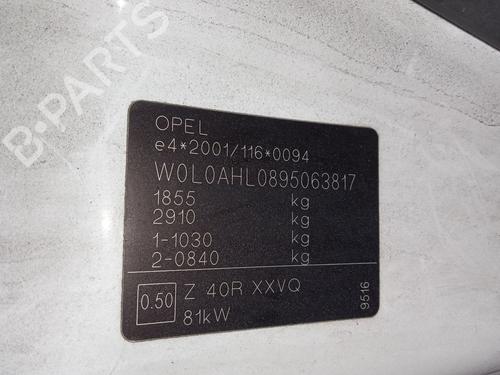 B-PARTS
OPEL
e4*2001/116*0094
W0L0AHL0895063817
1855 kg
2910 kg
1-1030 kg
2-0840 kg
0.50 Z 40R XXVQ
81kW
9516